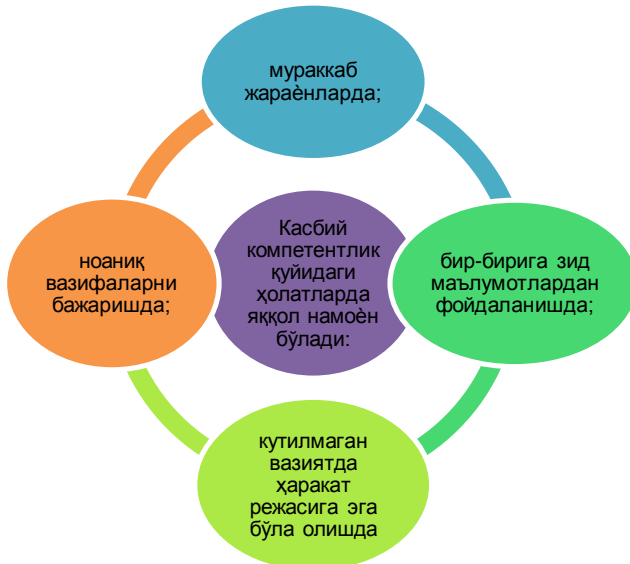 мураккаб
жараѐнларда;
Касбий
компетентлик
қуйидаги
ҳолатларда
яққол намоѐн
бўлади:
ноаниқ
вазифаларни
бажаришда;
бир-бирига зид
маълумотлардан
фойдаланишда;
кутилмаган
вазиятда
ҳаракат
режасига эга
бўла олишда